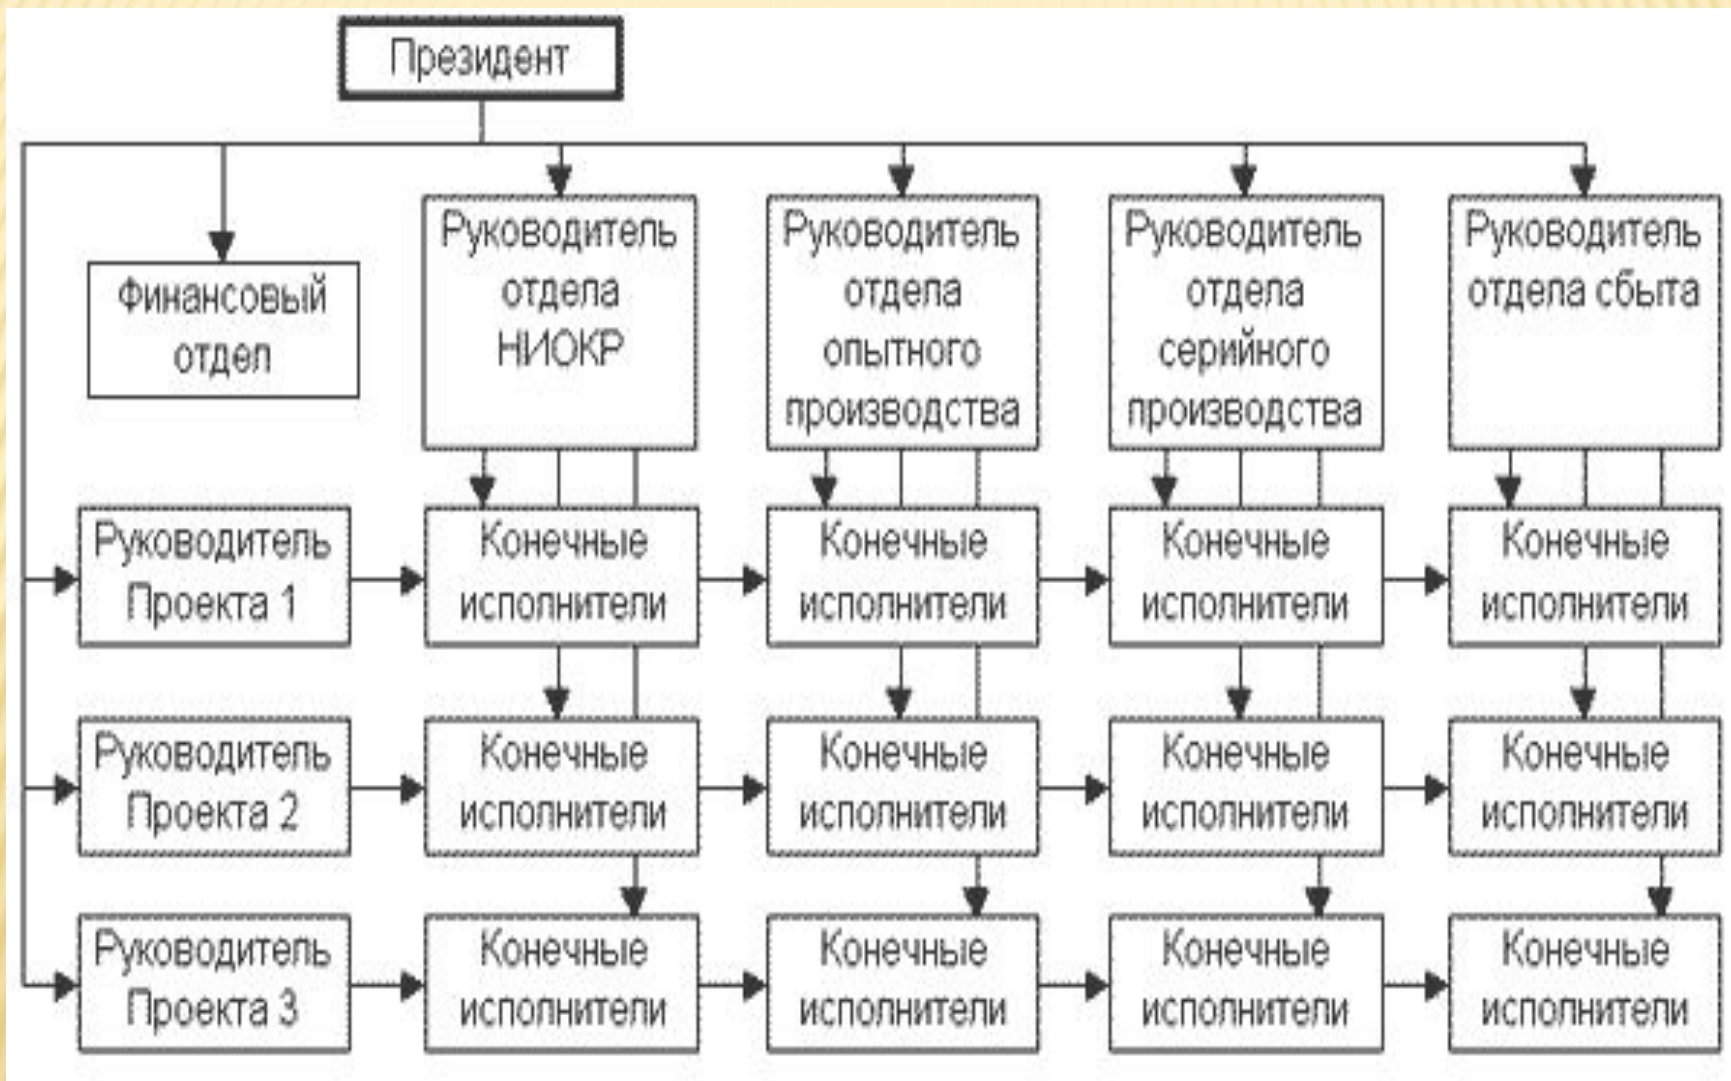 Президент
Финансовый
отдел
Руководитель
отдела
НИОКР
Руководитель
отдела
опытного
производства
Руководитель
отдела
серийного
производства
Руководитель
отдела сбыта
Руководитель
Проекта 1
Конечные
исполнители
Конечные
исполнители
Конечные
исполнители
Конечные
исполнители
Руководитель
Проекта 2
Конечные
исполнители
Конечные
исполнители
Конечные
исполнители
Конечные
исполнители
Руководитель
Проекта 3
Конечные
исполнители
Конечные
исполнители
Конечные
исполнители
Конечные
исполнители